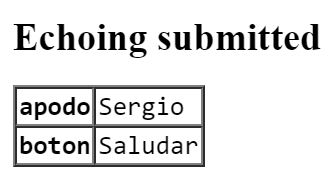 Echoing submitted
apodo Sergio
boton Saludar